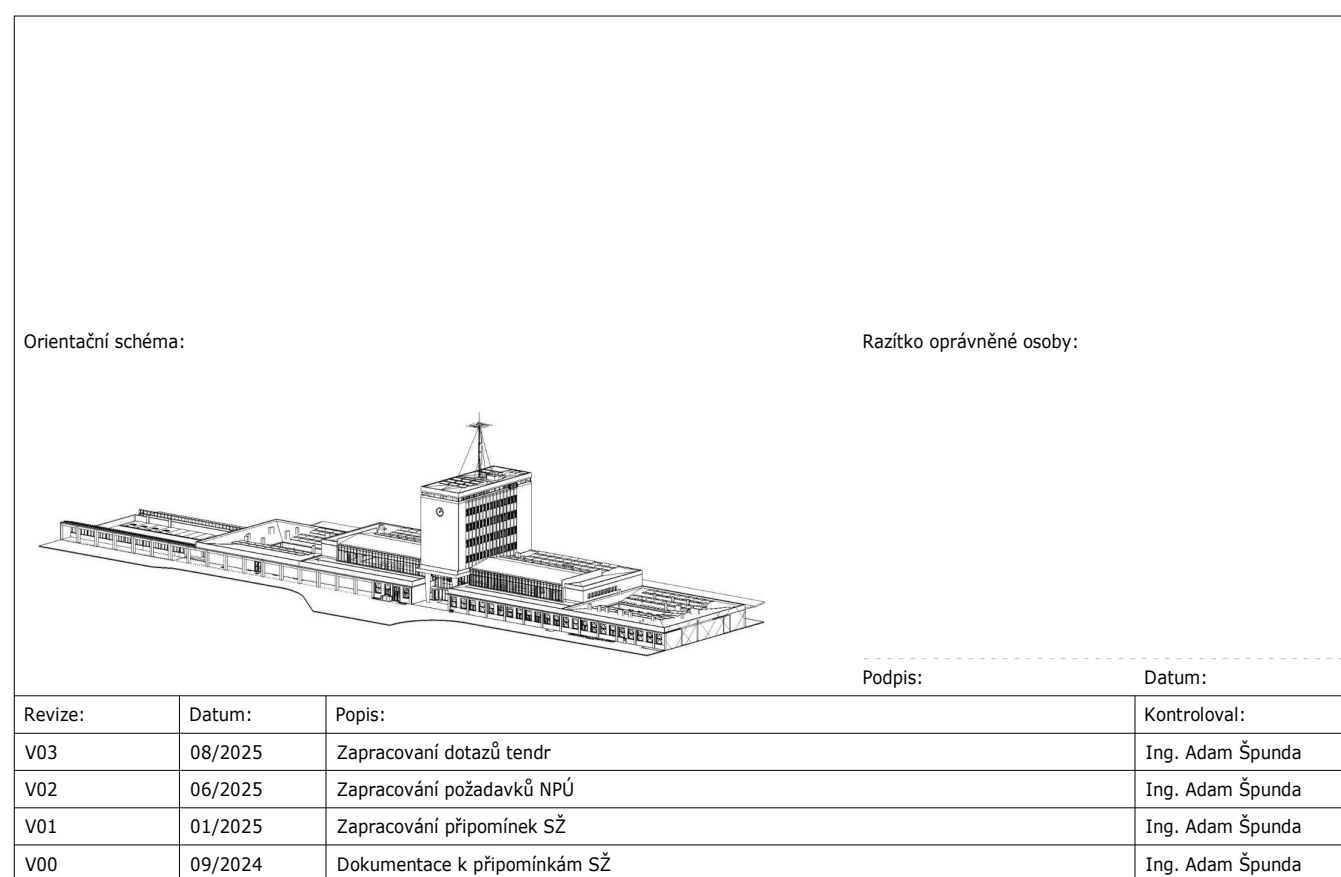 Orientační schéma: Razítko oprávněné osoby:
Podpis: Datum:
Revize: Datum: Popis: Kontroloval:
V03 08/2025 Zapracovaní dotazů tendr Ing. Adam Špunda
V02 06/2025 Zapracování požadavků NPÚ Ing. Adam Špunda
V01 01/2025 Zapracování připomínek SŽ Ing. Adam Špunda
V00 09/2024 Dokumentace k připomínkám SŽ Ing. Adam Špunda